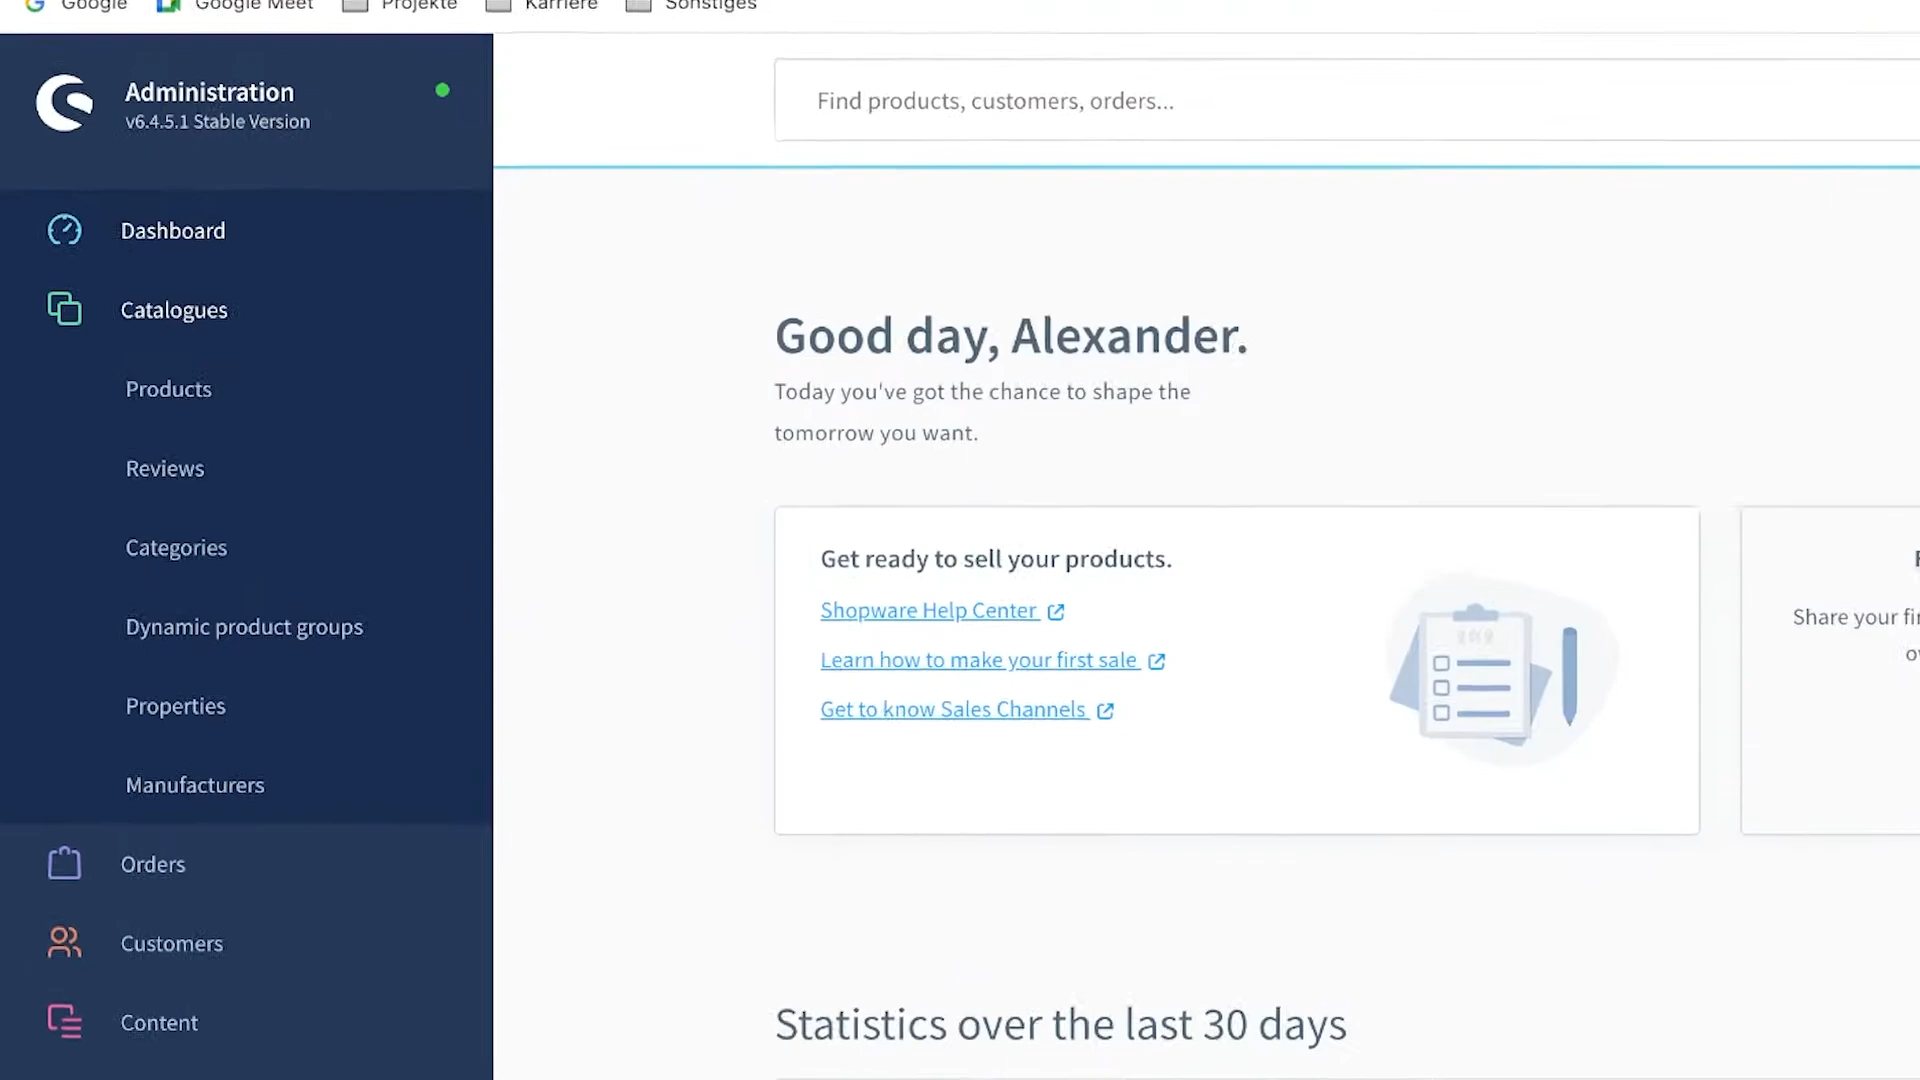 Google Google Meet Projekte Karriere Sonstiges
Administration
v6.4.5.1 Stable Version
Find products, customers, orders...
Dashboard
Catalogues
Products
Reviews
Categories
Dynamic product groups
Properties
Manufacturers
Orders
Customers
Content
Good day, Alexander.
Today you've got the chance to shape the
tomorrow you want.
Get ready to sell your products.
Shopware Help Center
Learn how to make your first sale
Get to know Sales Channels
Share your
Statistics over the last 30 days